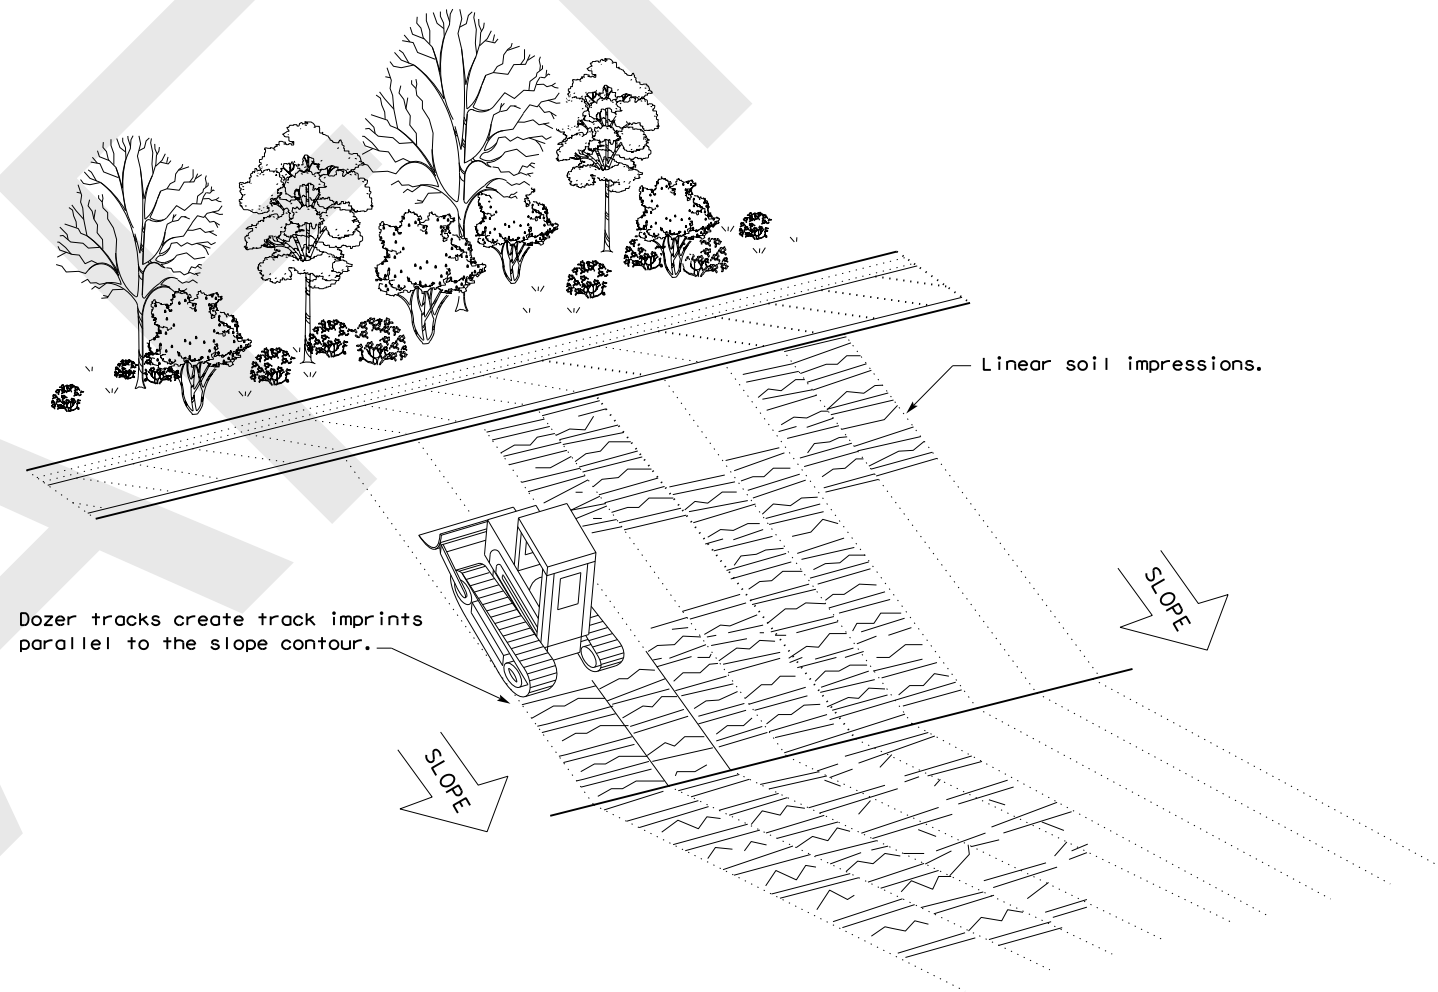 Linear soil impressions.
SLOPE
Dozer tracks create track imprints
parallel to the slope contour.
SLOPE